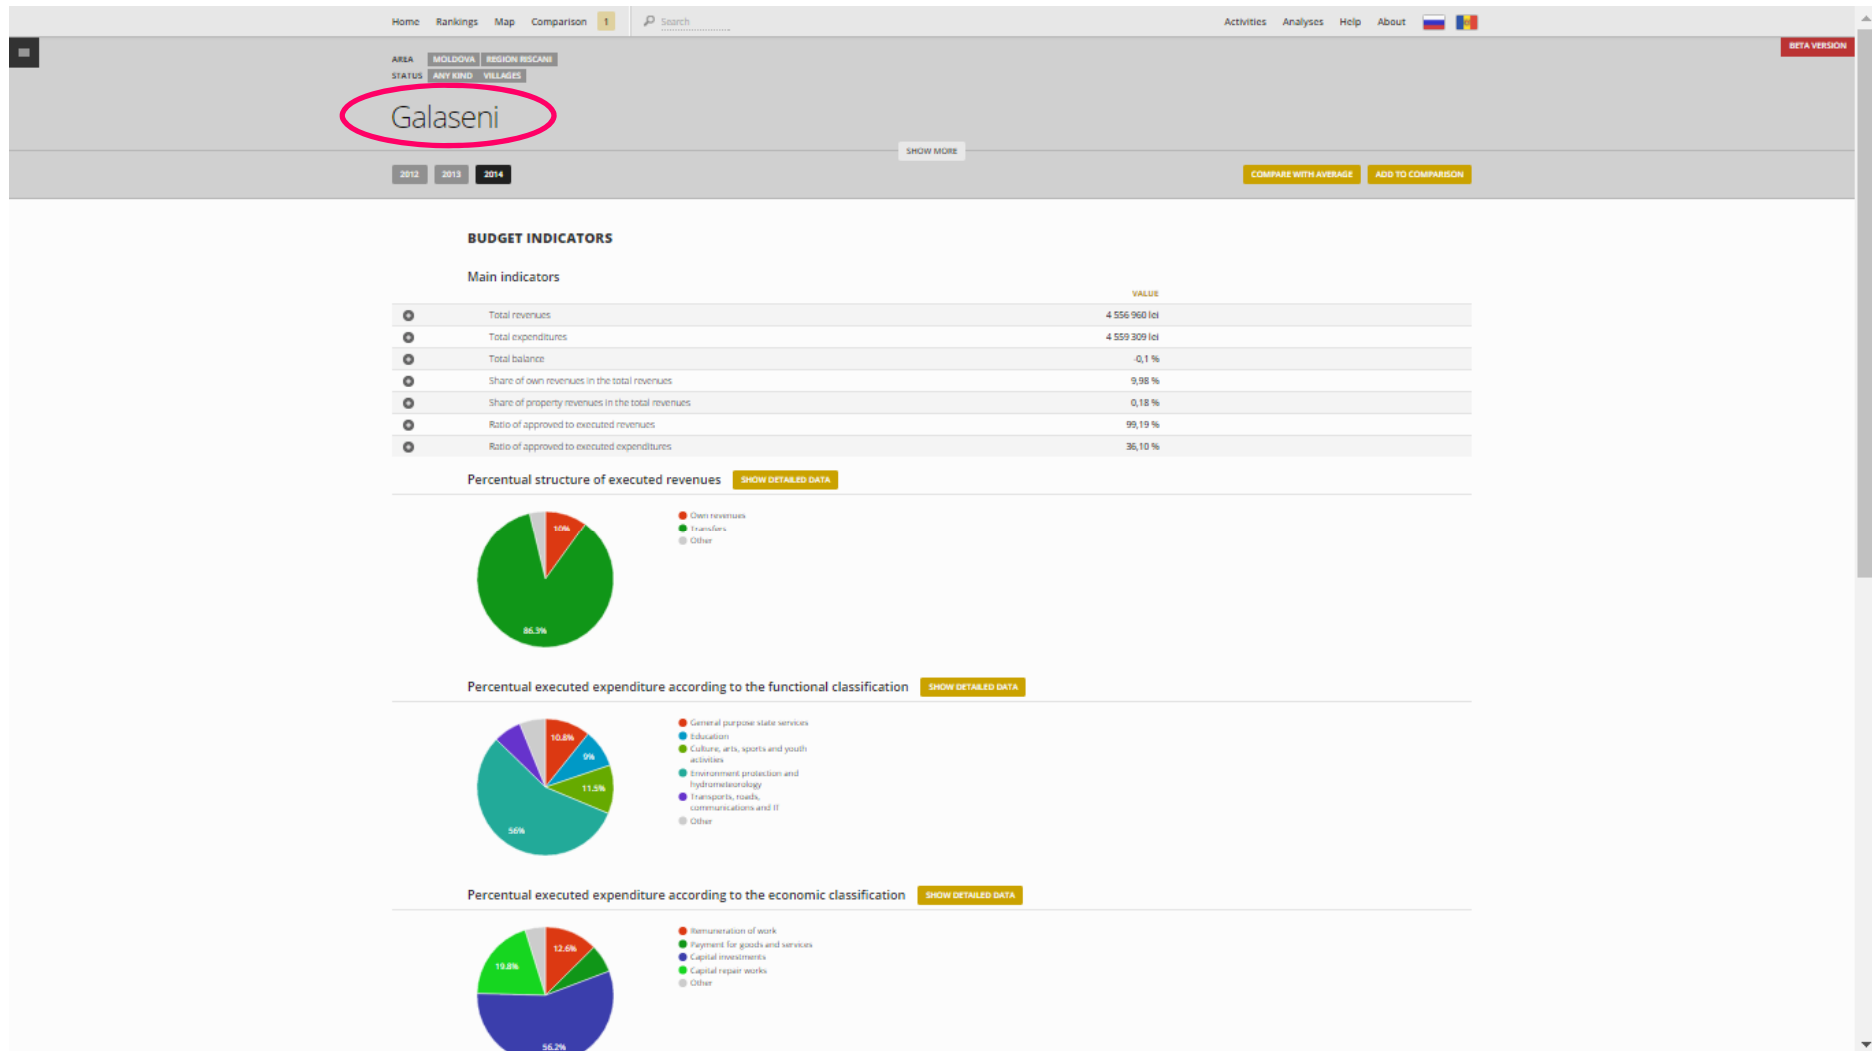 Home Rankings Map Comparison 1 Search Activities Analyses Help About
BETA VERSION
AREA MOLDOVA REGION RISCANI
STATUS ANY KIND VILLAGES
Galaseni
SHOW MORE
2012 2013 2014 COMPARE WITH AVERAGE ADD TO COMPARISON
BUDGET INDICATORS
Main indicators
VALUE
Total revenues 4 556 960 lei
Total expenditures 4 559 309 lei
Total balance -0,1 %
Share of own revenues in the total revenues 9,98 %
Share of property revenues in the total revenues 0,18 %
Ratio of approved to executed revenues 99,19 %
Ratio of approved to executed expenditures 36,10 %
Percentual structure of executed revenues SHOW DETAILED DATA
10%
86.3%
Own revenues
Transfers
Other
Percentual executed expenditure according to the functional classification SHOW DETAILED DATA
10.8%
9%
11.5%
56%
General purpose state services
Education
Culture, arts, sports and youth
activities
Environment protection and
hydrometeorology
Transports, roads,
communications and IT
Other
Percentual executed expenditure according to the economic classification SHOW DETAILED DATA
12.6%
19.8%
56.2%
Remuneration of work
Payment for goods and services
Capital investments
Capital repair works
Other